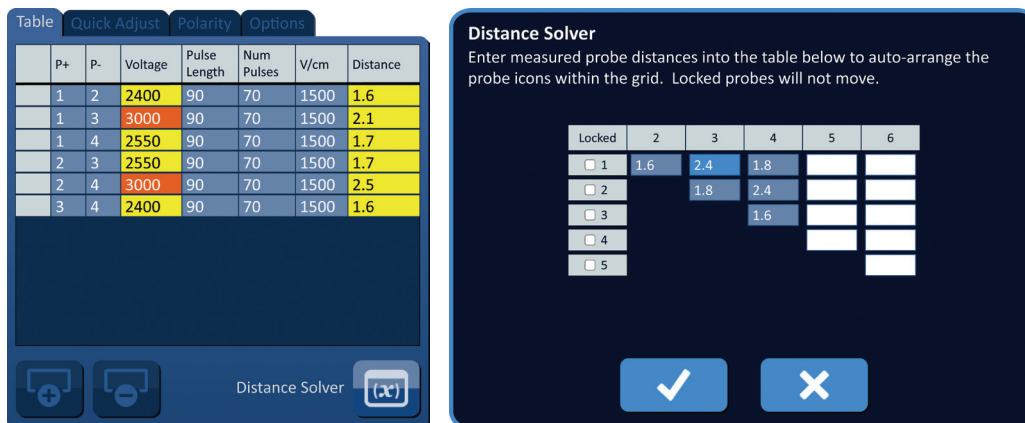 Table Quick Adjust Polarity Options
P+ P- Voltage Pulse Length Num Pulses V/cm Distance
1 2 2400 90 70 1500 1.6
1 3 3000 90 70 1500 2.1
1 4 2550 90 70 1500 1.7
2 3 2550 90 70 1500 1.7
2 4 3000 90 70 1500 2.5
3 4 2400 90 70 1500 1.6
Distance Solver (x)
Distance Solver
Enter measured probe distances into the table below to auto-arrange the
probe icons within the grid. Locked probes will not move.
Locked 2 3 4 5 6
1 1.6 2.4 1.8
2 1.8 2.4
3 1.6
4
5